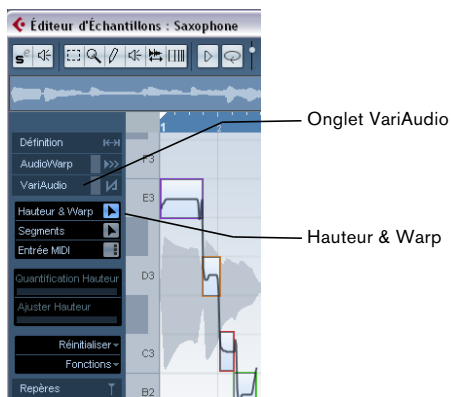 Éditeur d'Échantillons : Saxophone
1
2
Onglet VariAudio
Définition
AudioWarp
F3
VariAudio
E3
Hauteur & Warp
Hauteur & Warp
Segments
Entrée MIDI
Quantification Hauteur
D3
Ajuster Hauteur
Réinitialiser
C3
Fonctions
Repères
B2